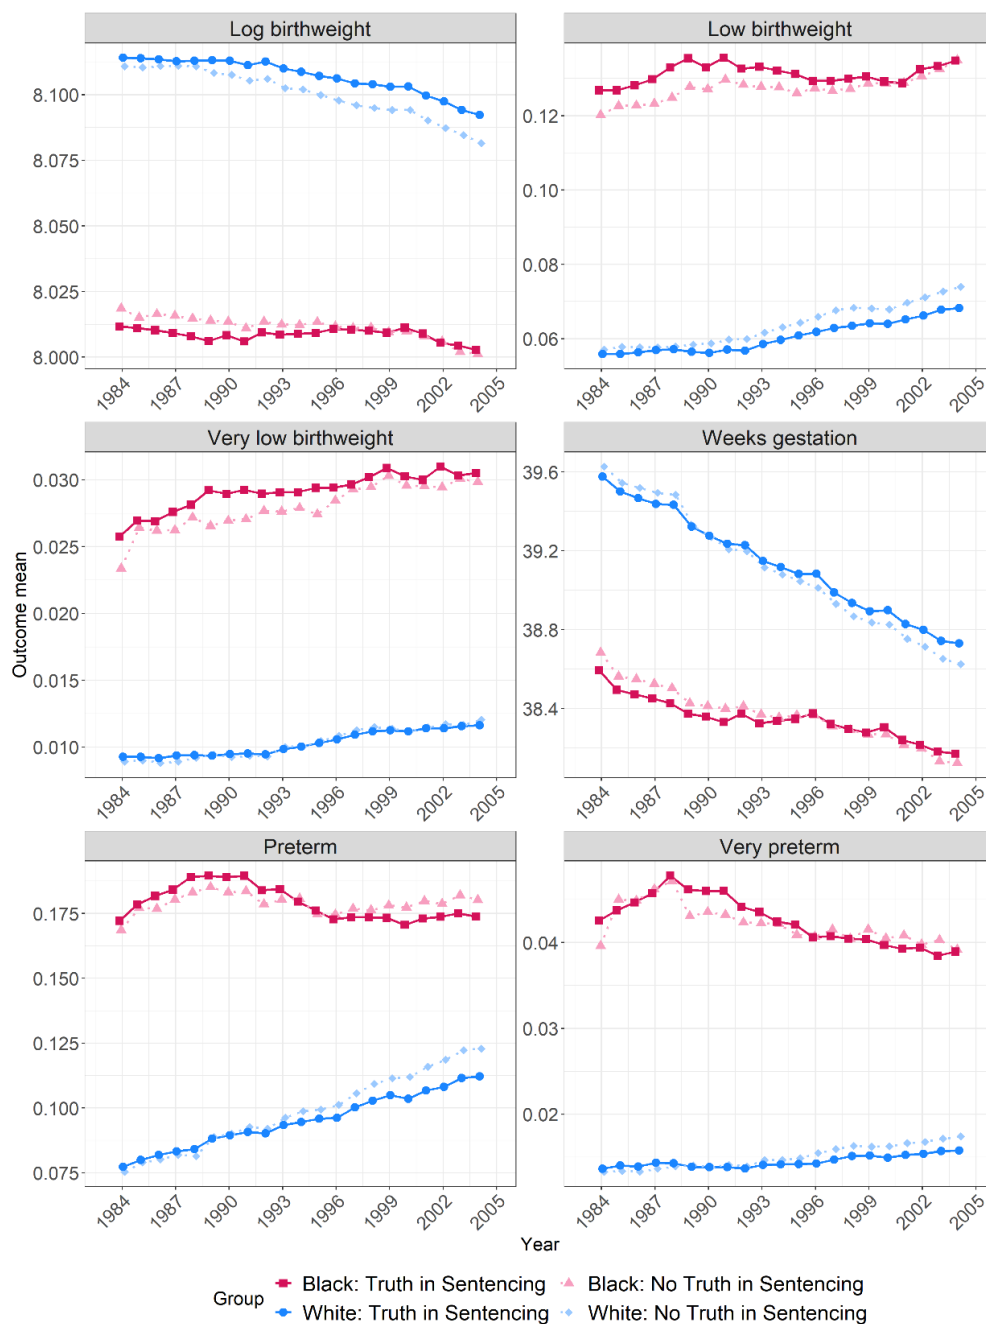 Log birthweight
Low birthweight
8.100
8.075
8.050
8.025
8.000
0.12
0.10
0.08
0.06
1984 1987 1990 1993 1996 1999 2002 2005
1984 1987 1990 1993 1996 1999 2002 2005
Very low birthweight
Weeks gestation
0.030
0.025
0.020
0.015
0.010
39.6
39.2
38.8
38.4
1984 1987 1990 1993 1996 1999 2002 2005
1984 1987 1990 1993 1996 1999 2002 2005
Outcome mean
Preterm
Very preterm
0.175
0.150
0.125
0.100
0.075
0.04
0.03
0.02
1984 1987 1990 1993 1996 1999 2002 2005
1984 1987 1990 1993 1996 1999 2002 2005
Year
Group
Black: Truth in Sentencing
Black: No Truth in Sentencing
White: Truth in Sentencing
White: No Truth in Sentencing